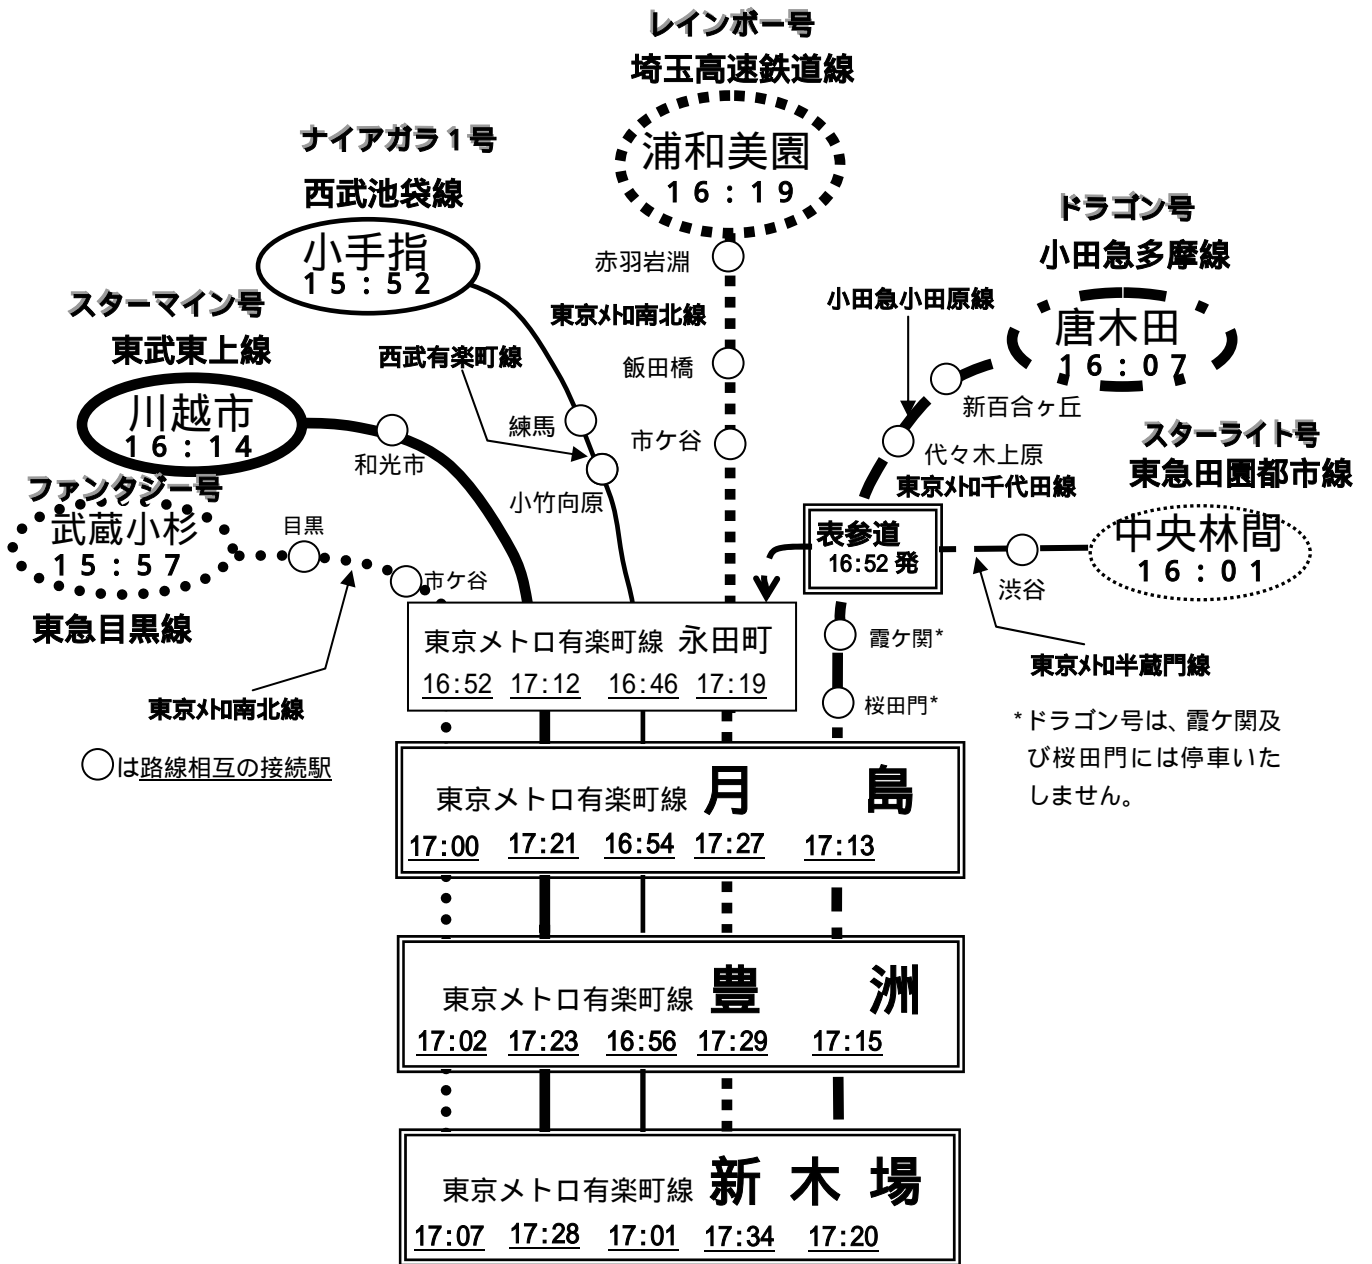 レインボー号
埼玉高速鉄道線
浦和美園
16:19
ナイアガラ1号
西武池袋線
小手指
15:52
ドラゴン号
小田急多摩線
唐木田
16:07
赤羽岩淵
東京メトロ南北線
小田急小田原線
スターマイン号
東武東上線
川越市
16:14
西武有楽町線
飯田橋
新百合ヶ丘
練馬
市ケ谷
代々木上原
東京メトロ千代田線
スターライト号
東急田園都市線
中央林間
16:01
和光市
小竹向原
ファンタジー号
武蔵小杉
15:57
東急目黒線
目黒
市ケ谷
表参道
16:52発
渋谷
東京メトロ有楽町線 永田町
16:52 17:12 16:46 17:19
霞ケ関*
東京メトロ半蔵門線
東京メトロ南北線
桜田門*
*ドラゴン号は、霞ケ関及
び桜田門には停車いた
しません。
○は路線相互の接続駅
東京メトロ有楽町線 月島
17:00 17:21 16:54 17:27 17:13
東京メトロ有楽町線 豊洲
17:02 17:23 16:56 17:29 17:15
東京メトロ有楽町線 新木場
17:07 17:28 17:01 17:34 17:20